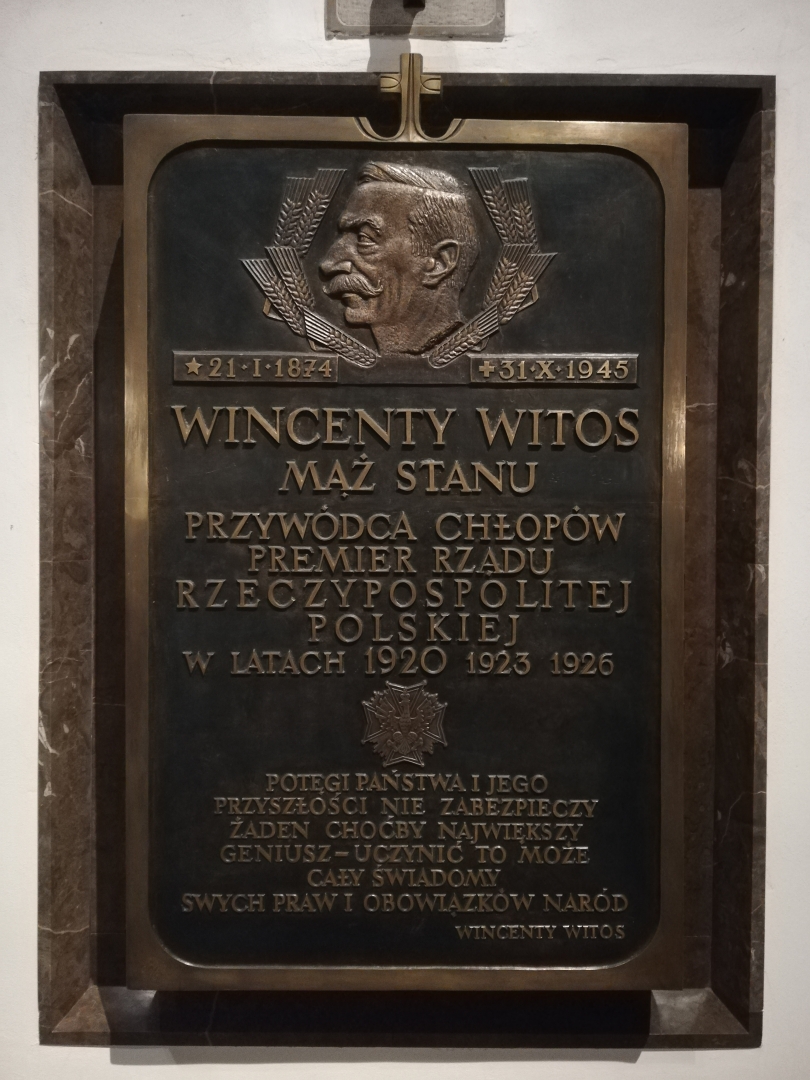 ★21·I·1874 ✝31·X·1945
WINCENTY WITOS
MĄŻ STANU
PRZYWÓDCA CHŁOPÓW
PREMIER RZĄDU
RZECZYPOSPOLITEJ
POLSKIEJ
W LATACH 1920 1923 1926
POTĘGI PAŃSTWA I JEGO
PRZYSZŁOŚCI NIE ZABEZPIECZY
ŻADEN CHOĆBY NAJWIĘKSZY
GENIUSZ – UCZYNIĆ TO MOŻE
CAŁY ŚWIADOMY
SWYCH PRAW I OBOWIĄZKÓW NARÓD
WINCENTY WITOS